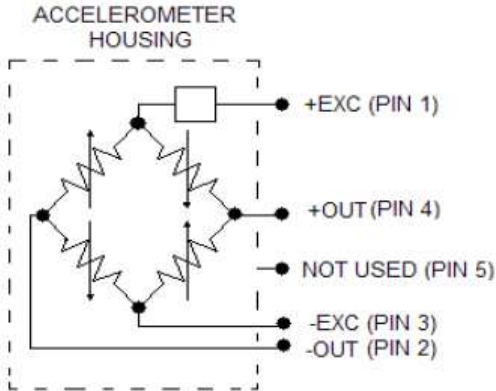 ACCELEROMETER
HOUSING
+EXC (PIN 1)
+OUT (PIN 4)
NOT USED (PIN 5)
-EXC (PIN 3)
-OUT (PIN 2)